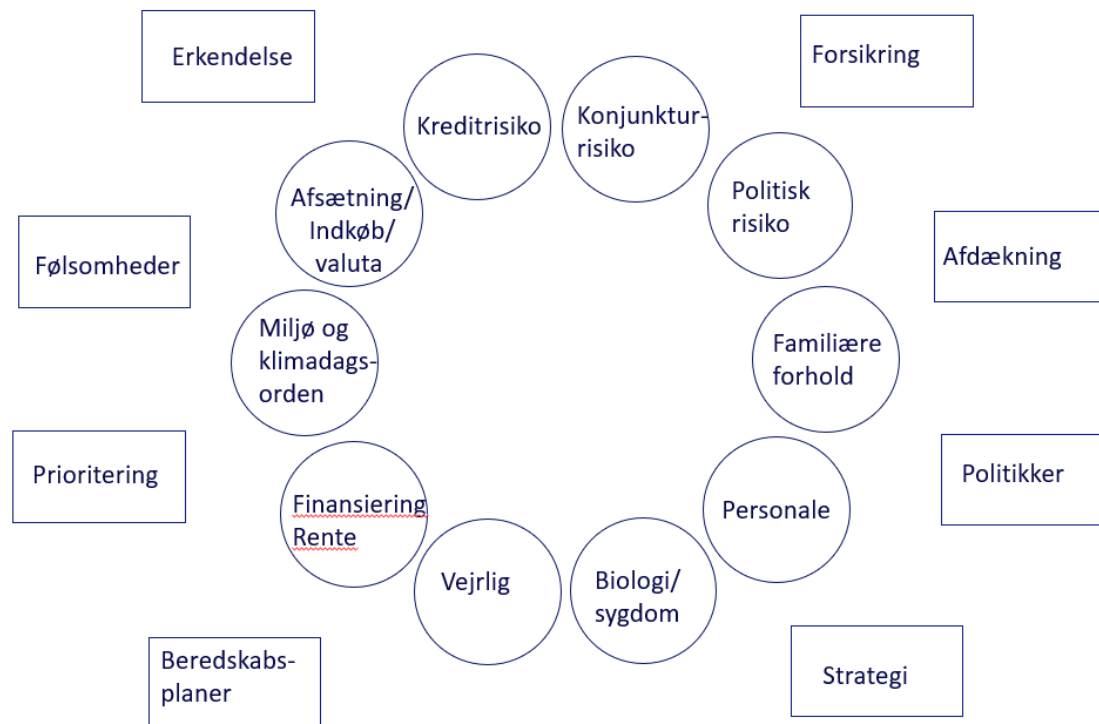 Erkendelse
Forsikring
Kreditrisiko
Konjunktur-
risiko
Afsætning/
Indkøb/
valuta
Politisk
risiko
Følsomheder
Afdækning
Miljø og
klimadags-
orden
Familiære
forhold
Prioritering
Politikker
Finansiering
Rente
Personale
Vejrlig
Biologi/
sygdom
Beredskabs-
planer
Strategi